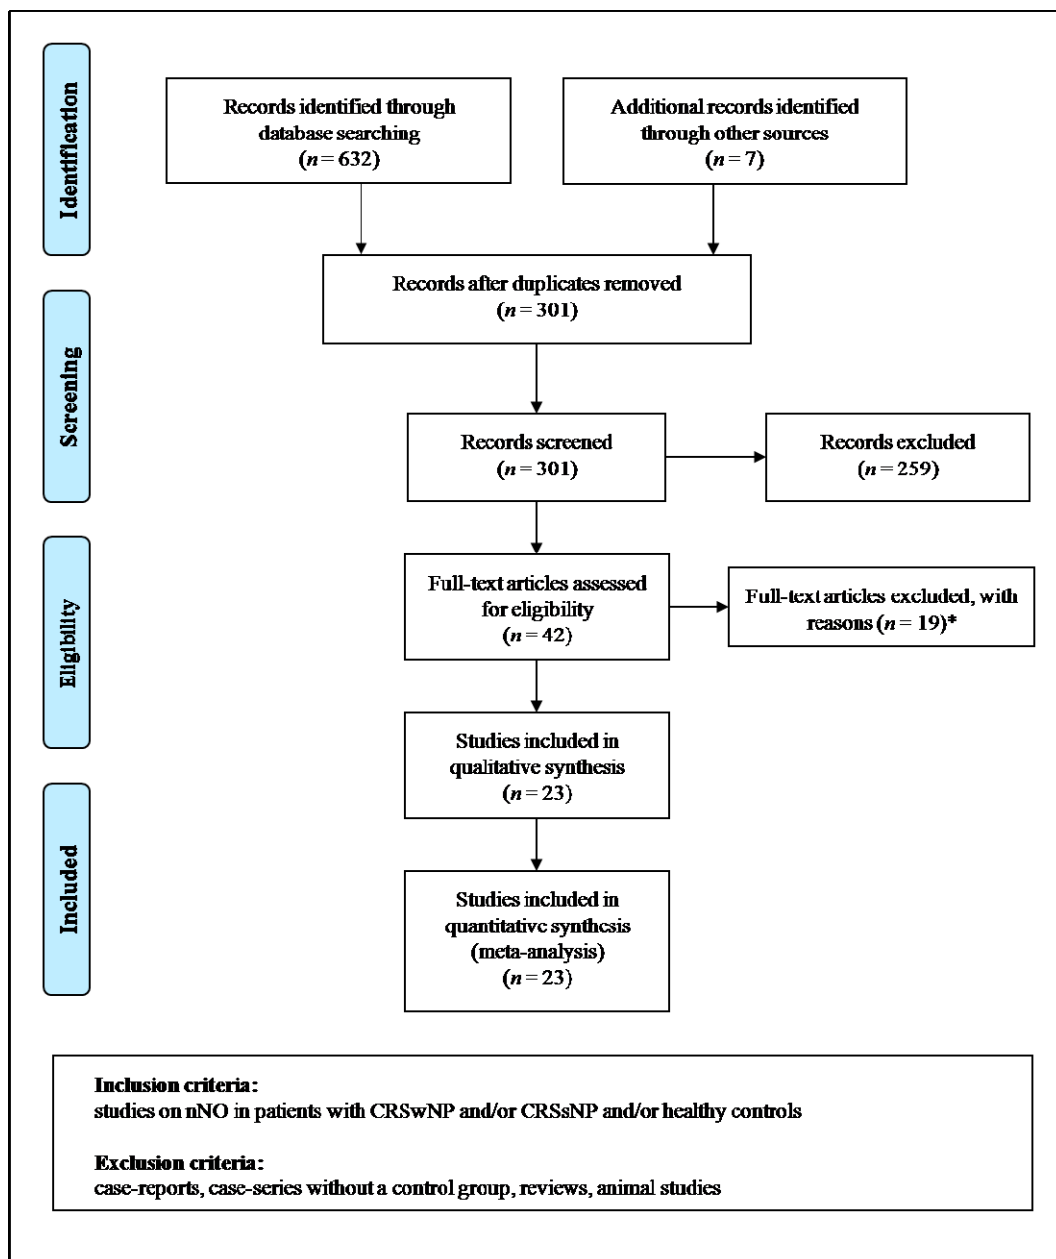 Identification
Records identified through
database searching
(n = 632)
Additional records identified
through other sources
(n = 7)
Records after duplicates removed
(n = 301)
Screening
Records screened
(n = 301)
Records excluded
(n = 259)
Eligibility
Full-text articles assessed
for eligibility
(n = 42)
Full-text articles excluded, with
reasons (n = 19)*
Studies included in
qualitative synthesis
(n = 23)
Included
Studies included in
quantitative synthesis
(meta-analysis)
(n = 23)
Inclusion criteria:
studies on nNO in patients with CRSwNP and/or CRSsNP and/or healthy controls
Exclusion criteria:
case-reports, case-series without a control group, reviews, animal studies